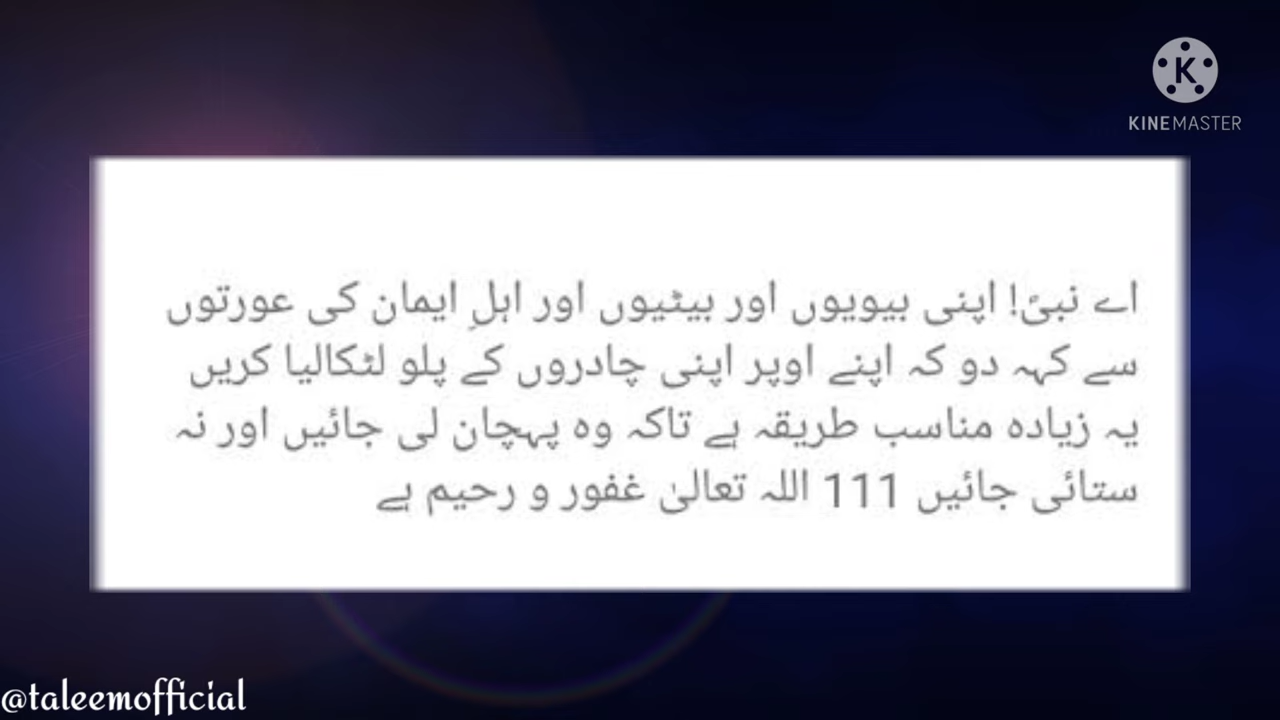 KINEMASTER
اے نبیؐ! اپنی بیویوں اور بیٹیوں اور اہلِ ایمان کی عورتوں
سے کہہ دو کہ اپنے اوپر اپنی چادروں کے پلو لٹکالیا کریں
یہ زیادہ مناسب طریقہ ہے تاکہ وہ پہچان لی جائیں اور نہ
ستائی جائیں 111 اللہ تعالیٰ غفور و رحیم ہے
@taleemofficial